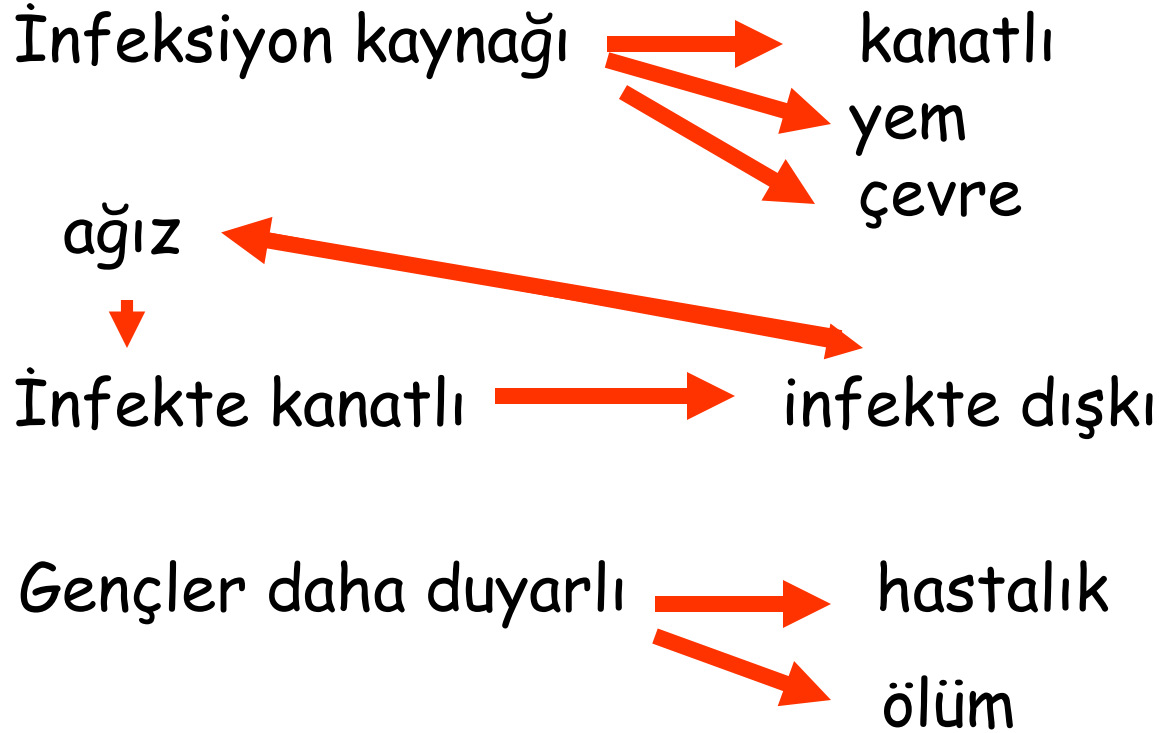 İnfeksiyon kaynağı kanatlı
yem
çevre
ağız
İnfekte kanatlı infekte dışkı
Gençler daha duyarlı hastalık
ölüm